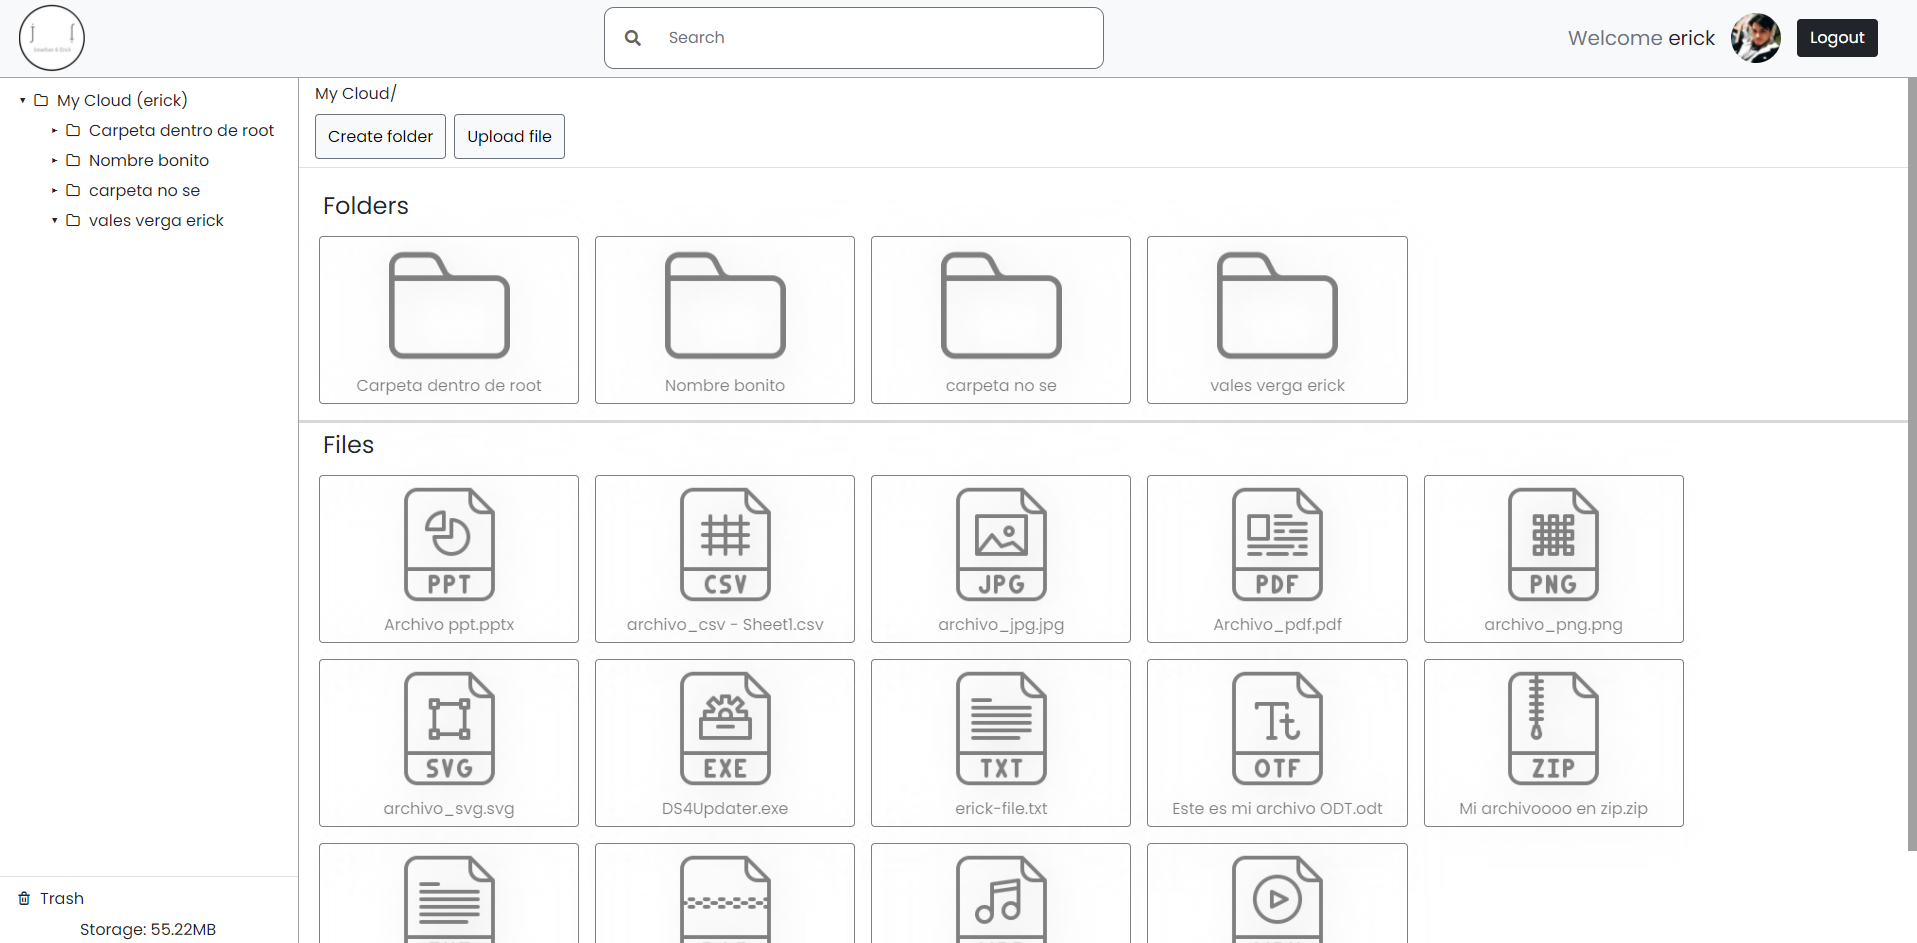 Search
Welcome erick
Logout
My Cloud (erick)
Carpeta dentro de root
Nombre bonito
carpeta no se
vales verga erick
Trash
Storage: 55.22MB
My Cloud/
Create folder
Upload file
Folders
Carpeta dentro de root
Nombre bonito
carpeta no se
vales verga erick
Files
PPT
Archivo ppt.pptx
CSV
archivo_csv - Sheet1.csv
JPG
archivo_jpg.jpg
PDF
Archivo_pdf.pdf
PNG
archivo_png.png
SVG
archivo_svg.svg
EXE
DS4Updater.exe
TXT
erick-file.txt
Tt
OTF
Este es mi archivo ODT.odt
ZIP
Mi archivoooo en zip.zip